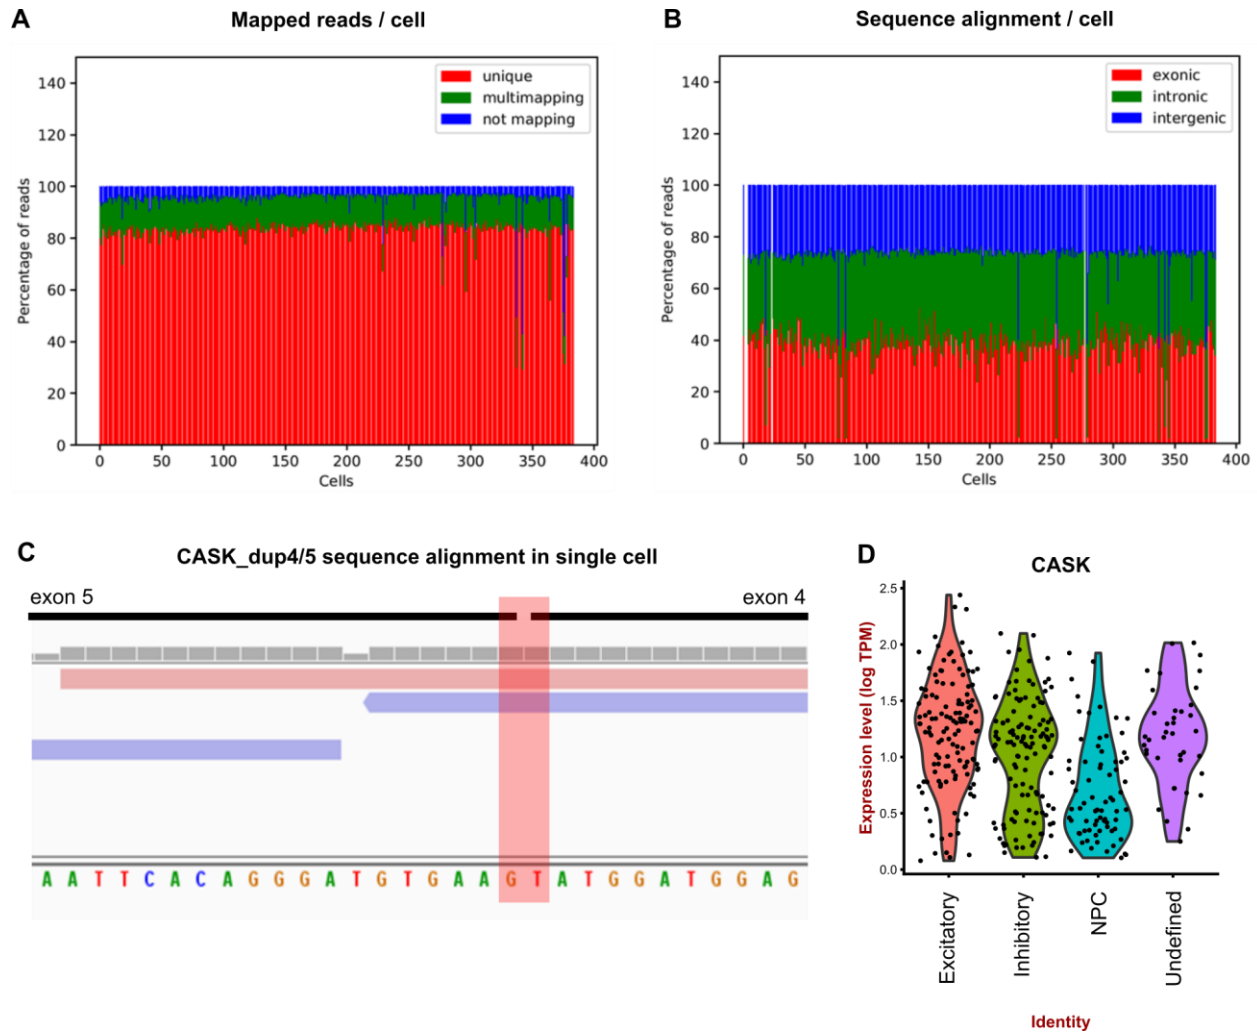 A
Mapped reads / cell
140
120
100
80
60
40
20
0
Percentage of reads
unique
multimapping
not mapping
0 50 100 150 200 250 300 350 400
Cells
B
Sequence alignment / cell
140
120
100
80
60
40
20
0
Percentage of reads
exonic
intronic
intergenic
0 50 100 150 200 250 300 350 400
Cells
C
CASK_dup4/5 sequence alignment in single cell
exon 5 exon 4
A A T T C A C A G G G A T G T G A A G T A T G G A T G G A G
D
CASK
2.5
2.0
1.5
1.0
0.5
0.0
Expression level (log TPM)
Excitatory
Inhibitory
NPC
Undefined
Identity